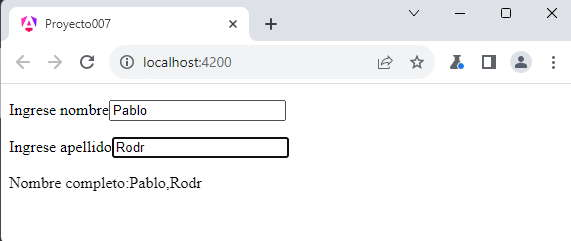 Proyecto007
localhost:4200
Ingrese nombre Pablo
Ingrese apellido Rodr
Nombre completo:Pablo,Rodr